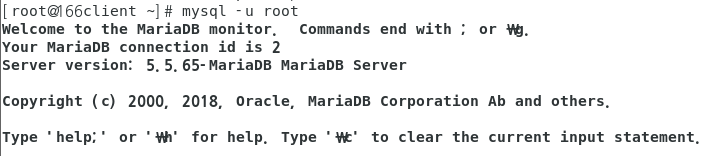 [root@166client ~]# mysql -u root
Welcome to the MariaDB monitor.  Commands end with ; or ₩g.
Your MariaDB connection id is 2
Server version: 5.5.65-MariaDB MariaDB Server
Copyright (c) 2000, 2018, Oracle, MariaDB Corporation Ab and others.
Type 'help;' or '₩h' for help. Type '₩c' to clear the current input statement.